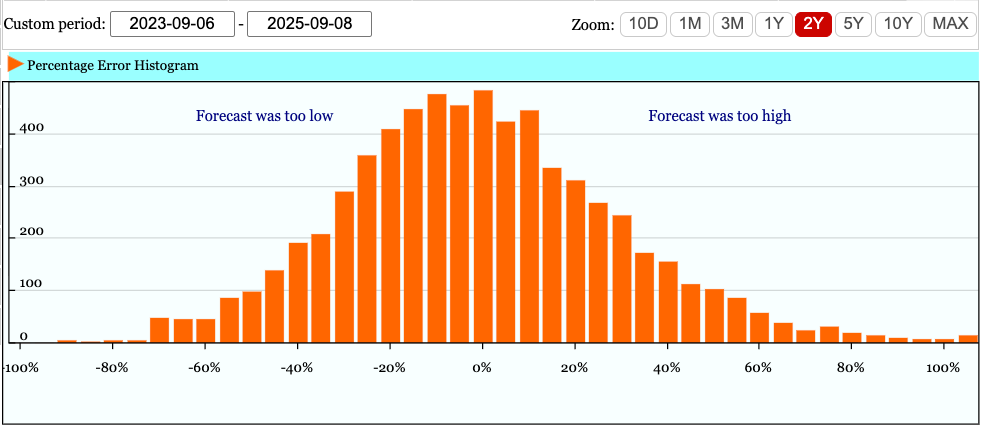 Custom period: 2023-09-06 - 2025-09-08 Zoom: 10D 1M 3M 1Y 2Y 5Y 10Y MAX
Percentage Error Histogram
Forecast was too low Forecast was too high
400
300
200
100
0
-100% -80% -60% -40% -20% 0% 20% 40% 60% 80% 100%